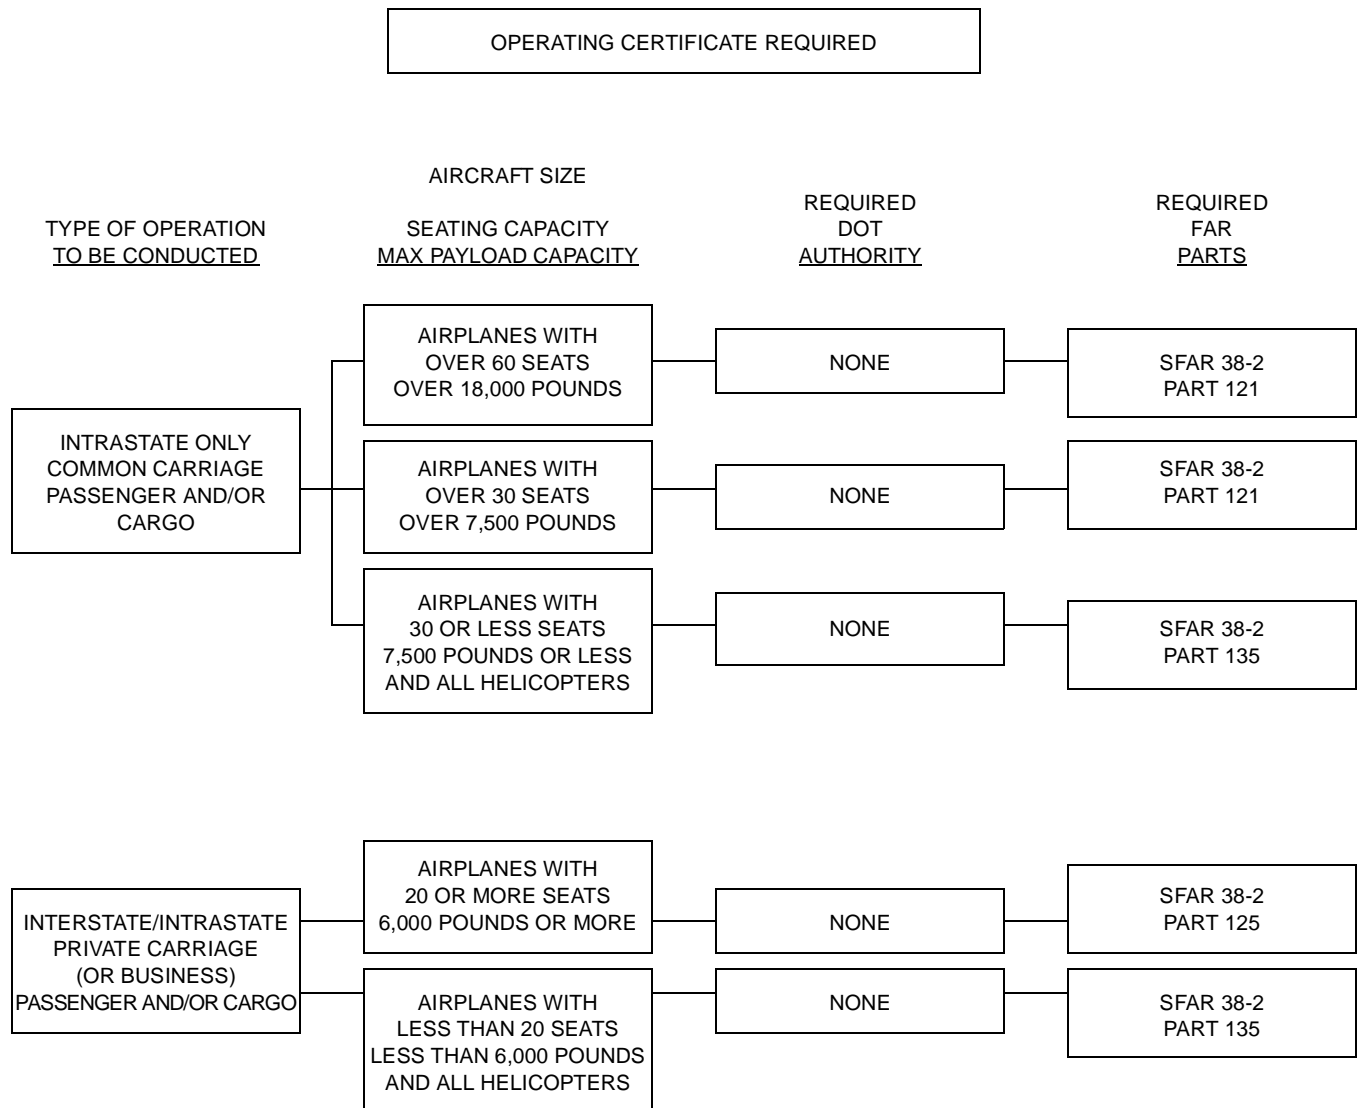 OPERATING CERTIFICATE REQUIRED
TYPE OF OPERATION
TO BE CONDUCTED
AIRCRAFT SIZE
SEATING CAPACITY
MAX PAYLOAD CAPACITY
REQUIRED
DOT
AUTHORITY
REQUIRED
FAR
PARTS
INTRASTATE ONLY
COMMON CARRIAGE
PASSENGER AND/OR
CARGO
AIRPLANES WITH
OVER 60 SEATS
OVER 18,000 POUNDS
NONE
SFAR 38-2
PART 121
AIRPLANES WITH
OVER 30 SEATS
OVER 7,500 POUNDS
NONE
SFAR 38-2
PART 121
AIRPLANES WITH
30 OR LESS SEATS
7,500 POUNDS OR LESS
AND ALL HELICOPTERS
NONE
SFAR 38-2
PART 135
INTERSTATE/INTRASTATE
PRIVATE CARRIAGE
(OR BUSINESS)
PASSENGER AND/OR CARGO
AIRPLANES WITH
20 OR MORE SEATS
6,000 POUNDS OR MORE
NONE
SFAR 38-2
PART 125
AIRPLANES WITH
LESS THAN 20 SEATS
LESS THAN 6,000 POUNDS
AND ALL HELICOPTERS
NONE
SFAR 38-2
PART 135